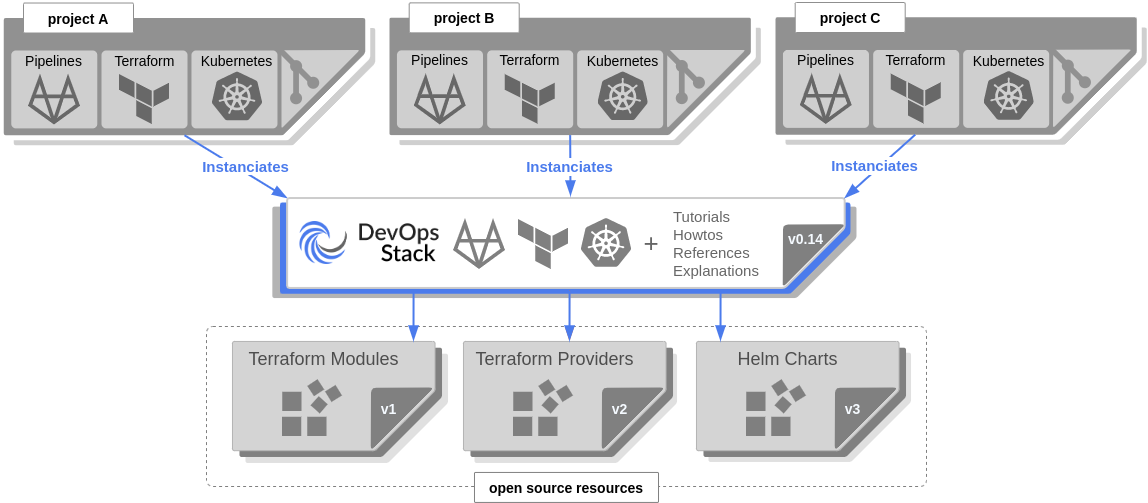 project A
project B
project C
Pipelines
Terraform
Kubernetes
Pipelines
Terraform
Kubernetes
Pipelines
Terraform
Kubernetes
Instanciates
Instanciates
Instanciates
DevOps
Stack
+
Tutorials
Howtos
References
Explanations
v0.14
Terraform Modules
v1
Terraform Providers
v2
Helm Charts
v3
open source resources